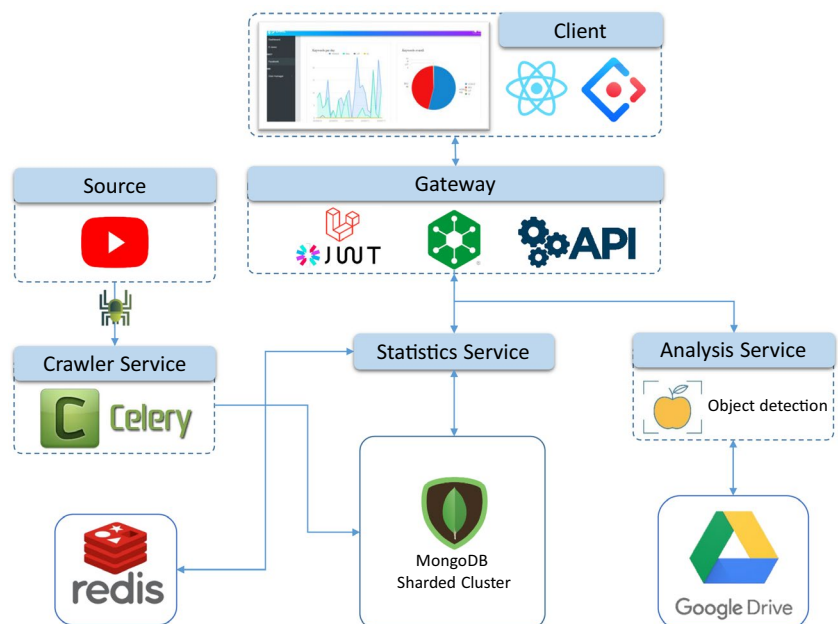 Client
Source
Gateway
JWT
API
Crawler Service
Statistics Service
Analysis Service
C Celery
Object detection
MongoDB
Sharded Cluster
redis
Google Drive